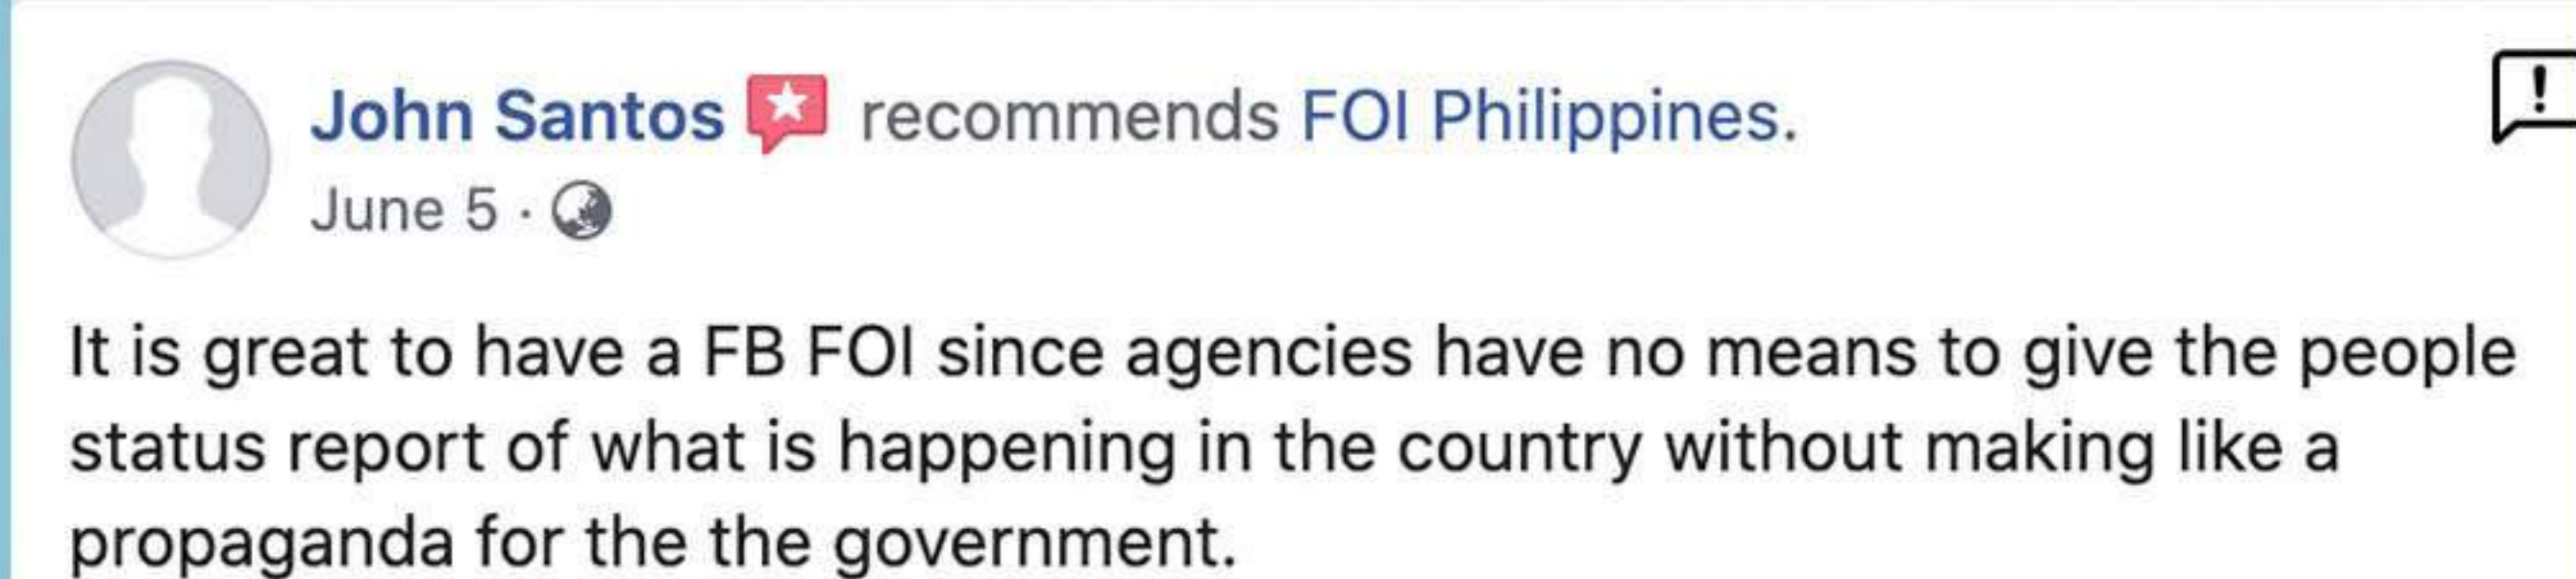 John Santos recommends FOI Philippines.
June 5 ·
It is great to have a FB FOI since agencies have no means to give the people
status report of what is happening in the country without making like a
propaganda for the the government.